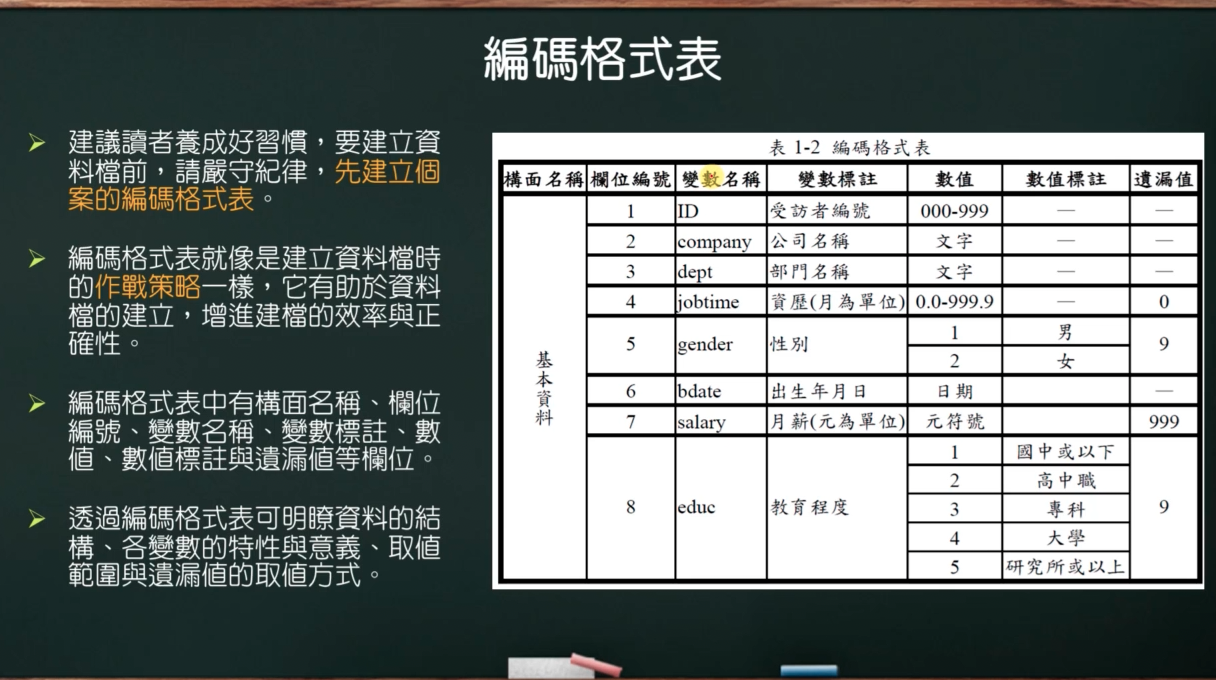 編碼格式表
建議讀者養成好習慣，要建立資
料檔前，請嚴守紀律，先建立個
案的編碼格式表。
編碼格式表就像是建立資料檔時
的作戰策略一樣，它有助於資料
檔的建立，增進建檔的效率與正
確性。
編碼格式表中有構面名稱、欄位
編號、變數名稱、變數標註、數
值、數值標註與遺漏值等欄位。
透過編碼格式表可明瞭資料的結
構、各變數的特性與意義、取值
範圍與遺漏值的取值方式。
表 1-2 編碼格式表
構面名稱 欄位編號 變數名稱 變數標註 數值 數值標註 遺漏值
基本資料
1 ID 受訪者編號 000-999 — —
2 company 公司名稱 文字 — —
3 dept 部門名稱 文字 — —
4 jobtime 資歷(月為單位) 0.0-999.9 — 0
5 gender 性別 1 男 9
2 女
6 bdate 出生年月日 日期 —
7 salary 月薪(元為單位) 元符號 999
8 educ 教育程度 1 國中或以下 9
2 高中職
3 專科
4 大學
5 研究所或以上